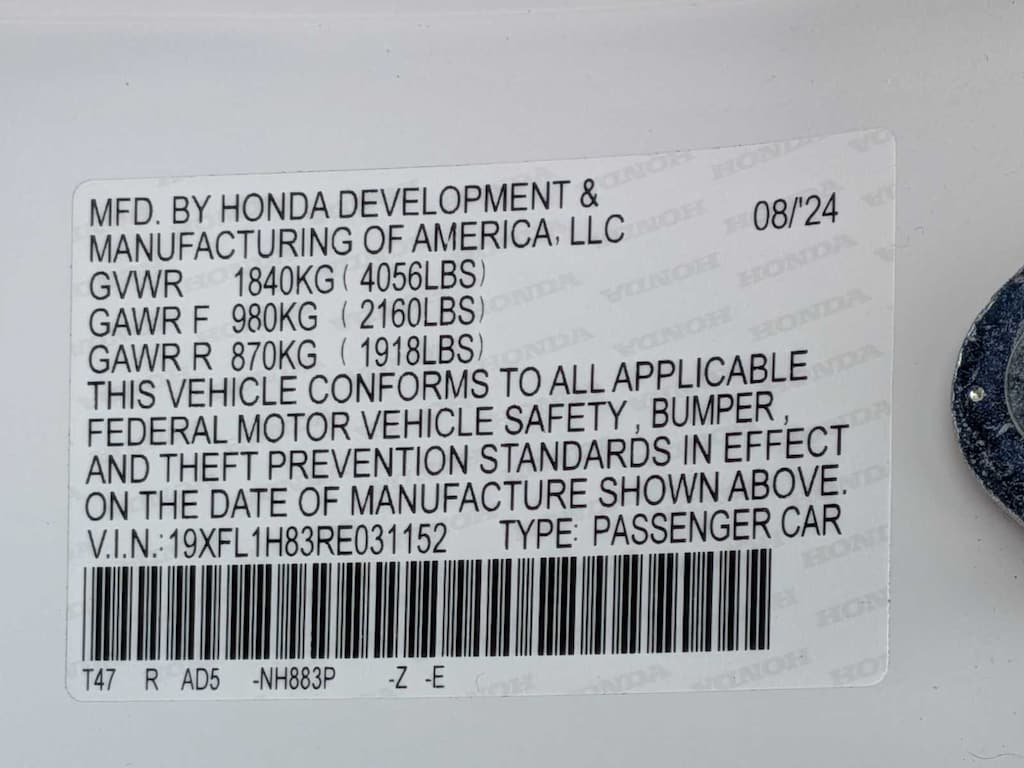 MFD. BY HONDA DEVELOPMENT &
MANUFACTURING OF AMERICA, LLC 08/'24
GVWR 1840KG ( 4056LBS)
GAWR F 980KG ( 2160LBS)
GAWR R 870KG ( 1918LBS)
THIS VEHICLE CONFORMS TO ALL APPLICABLE
FEDERAL MOTOR VEHICLE SAFETY , BUMPER ,
AND THEFT PREVENTION STANDARDS IN EFFECT
ON THE DATE OF MANUFACTURE SHOWN ABOVE.
V.I.N.: 19XFL1H83RE031152 TYPE: PASSENGER CAR
T47 R AD5 -NH883P -Z -E